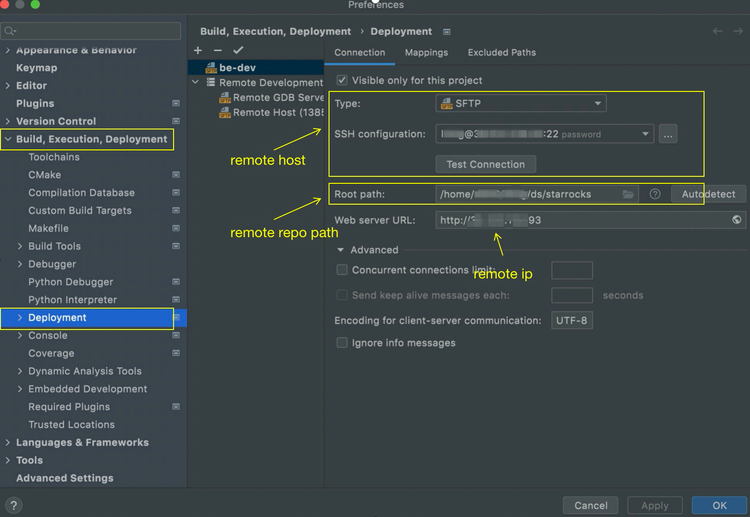 Preferences
Appearance & Behavior
Keymap
Editor
Plugins
Version Control
Build, Execution, Deployment
Toolchains
CMake
Compilation Database
Custom Build Targets
Makefile
Build Tools
Debugger
Python Debugger
Python Interpreter
Deployment
Console
Coverage
Dynamic Analysis Tools
Embedded Development
Required Plugins
Trusted Locations
Languages & Frameworks
Tools
Advanced Settings
be-dev
Remote Development
Remote GDB Serve
Remote Host (1385
Build, Execution, Deployment › Deployment
Connection Mappings Excluded Paths
Visible only for this project
Type: SFTP
SSH configuration: @3 :22 password ...
Test Connection
remote host
Root path: /home/ /ds/starrocks Autodetect
remote repo path
Web server URL: http:// 93
remote ip
Advanced
Concurrent connections limit:
Send keep alive messages each: seconds
Encoding for client-server communication: UTF-8
Ignore info messages
? Cancel Apply OK